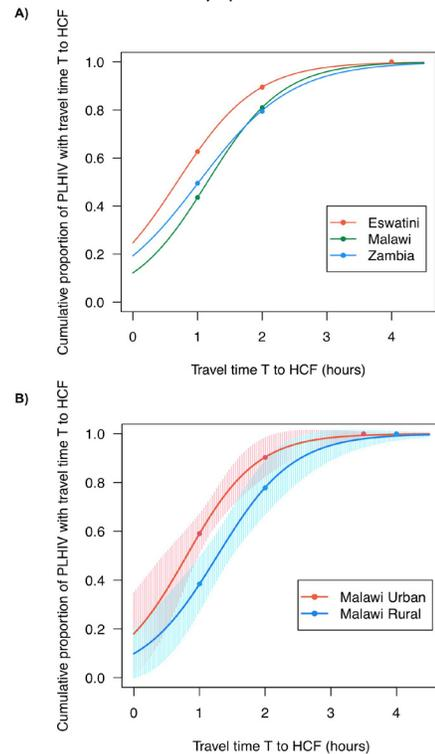 A)
Cumulative proportion of PLHIV with travel time T to HCF
1.0
0.8
0.6
0.4
0.2
0.0
Eswatini
Malawi
Zambia
0 1 2 3 4
Travel time T to HCF (hours)
B)
Cumulative proportion of PLHIV with travel time T to HCF
1.0
0.8
0.6
0.4
0.2
0.0
Malawi Urban
Malawi Rural
0 1 2 3 4
Travel time T to HCF (hours)